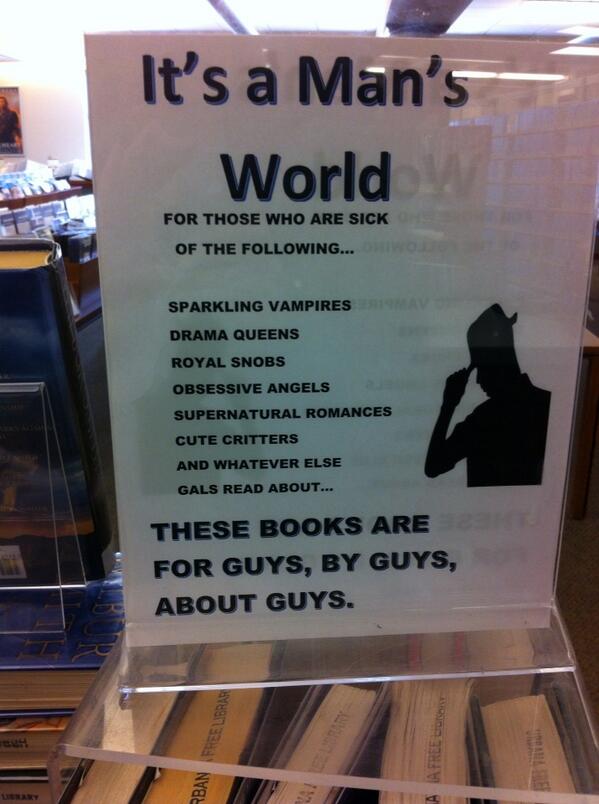 It's a Man's
World
FOR THOSE WHO ARE SICK
OF THE FOLLOWING...
SPARKLING VAMPIRES
DRAMA QUEENS
ROYAL SNOBS
OBSESSIVE ANGELS
SUPERNATURAL ROMANCES
CUTE CRITTERS
AND WHATEVER ELSE
GALS READ ABOUT...
THESE BOOKS ARE
FOR GUYS, BY GUYS,
ABOUT GUYS.
FREE LIBRARY
LIBRARY